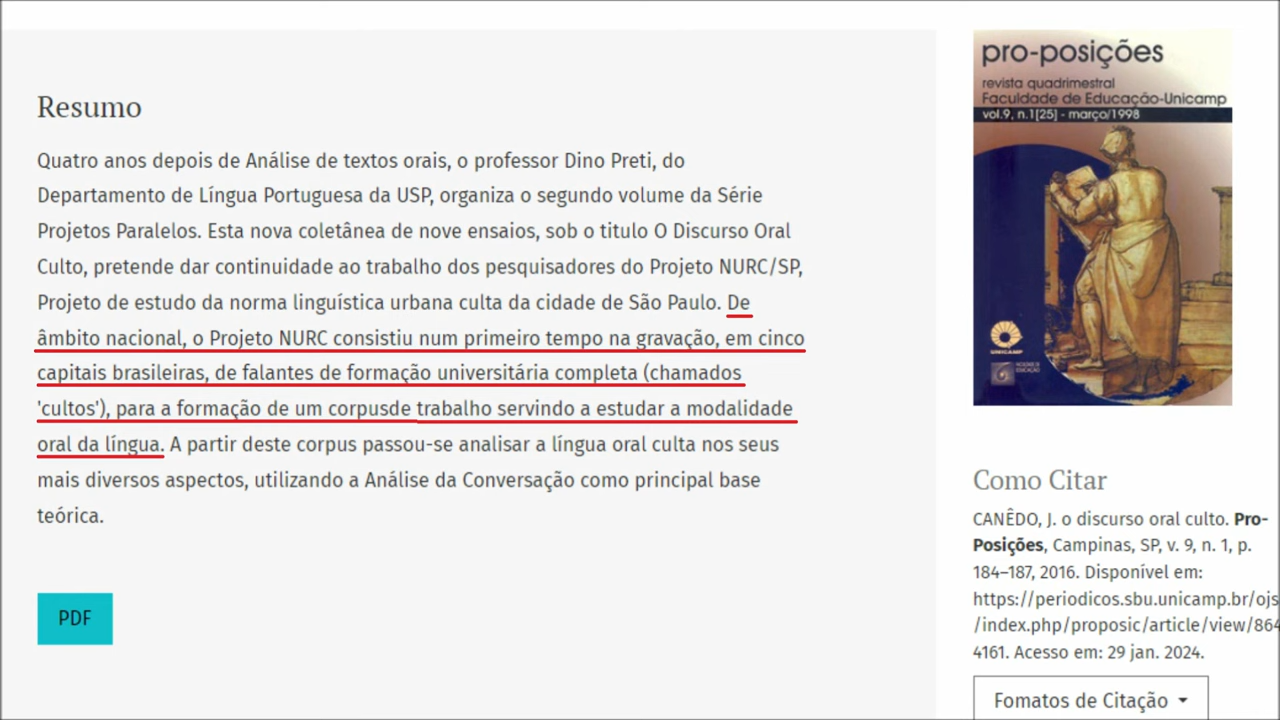 Resumo
Quatro anos depois de Análise de textos orais, o professor Dino Preti, do
Departamento de Língua Portuguesa da USP, organiza o segundo volume da Série
Projetos Paralelos. Esta nova coletânea de nove ensaios, sob o titulo O Discurso Oral
Culto, pretende dar continuidade ao trabalho dos pesquisadores do Projeto NURC/SP,
Projeto de estudo da norma linguística urbana culta da cidade de São Paulo. De
âmbito nacional, o Projeto NURC consistiu num primeiro tempo na gravação, em cinco
capitais brasileiras, de falantes de formação universitária completa (chamados
'cultos'), para a formação de um corpusde trabalho servindo a estudar a modalidade
oral da língua. A partir deste corpus passou-se analisar a língua oral culta nos seus
mais diversos aspectos, utilizando a Análise da Conversação como principal base
teórica.
PDF
pro-posições
revista quadrimestral
Faculdade de Educação-Unicamp
vol.9, n.1[25] - março/1998
UNICAMP
Como Citar
CANÊDO, J. o discurso oral culto. Pro-
Posições, Campinas, SP, v. 9, n. 1, p.
184–187, 2016. Disponível em:
https://periodicos.sbu.unicamp.br/ojs
/index.php/proposic/article/view/864
4161. Acesso em: 29 jan. 2024.
Fomatos de Citação